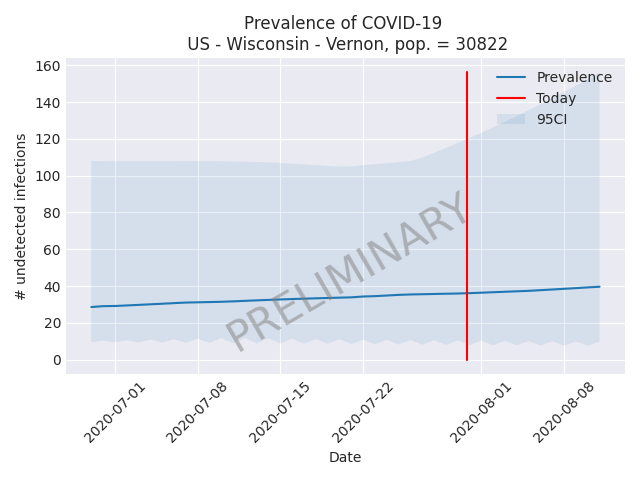 Prevalence of COVID-19
US - Wisconsin - Vernon, pop. = 30822
160
140
120
100
80
60
40
20
0
# undetected infections
Prevalence
Today
95CI
PRELIMINARY
2020-07-01
2020-07-08
2020-07-15
2020-07-22
2020-08-01
2020-08-08
Date